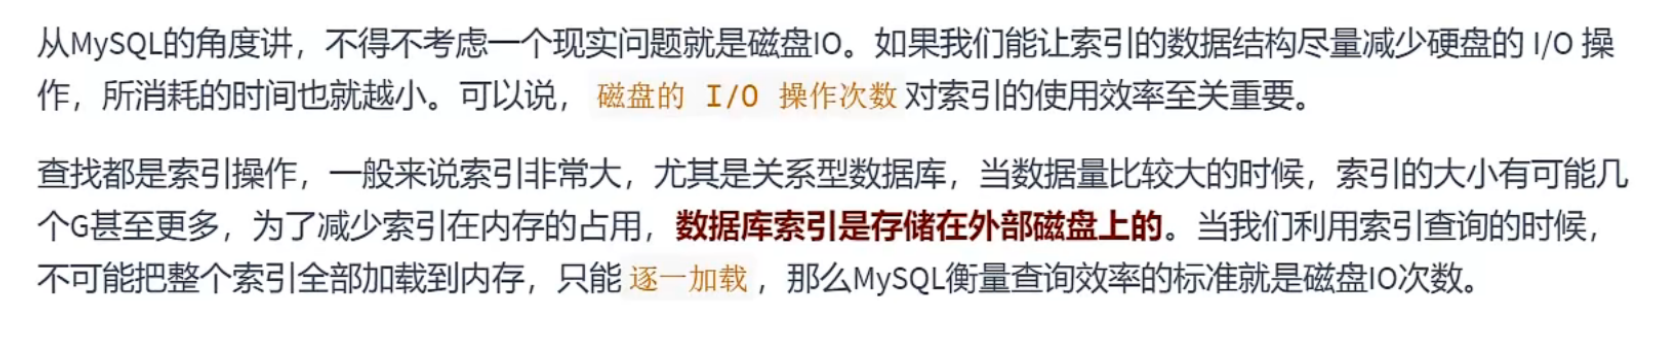 从MySQL的角度讲，不得不考虑一个现实问题就是磁盘IO。如果我们能让索引的数据结构尽量减少硬盘的 I/O 操
作，所消耗的时间也就越小。可以说， 磁盘的 I/O 操作次数 对索引的使用效率至关重要。
查找都是索引操作，一般来说索引非常大，尤其是关系型数据库，当数据量比较大的时候，索引的大小有可能几
个G甚至更多，为了减少索引在内存的占用，数据库索引是存储在外部磁盘上的。当我们利用索引查询的时候，
不可能把整个索引全部加载到内存，只能 逐一加载 ，那么MySQL衡量查询效率的标准就是磁盘IO次数。